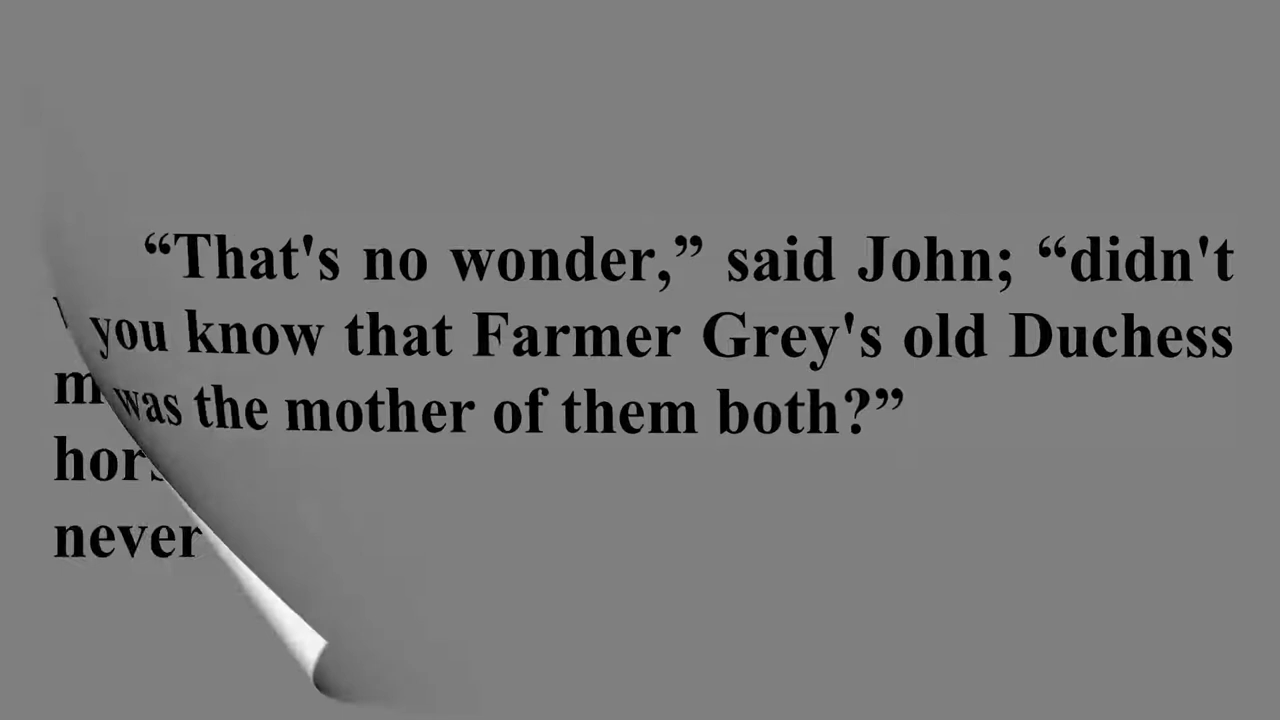 “That's no wonder,” said John; “didn't
you know that Farmer Grey's old Duchess
was the mother of them both?”
never